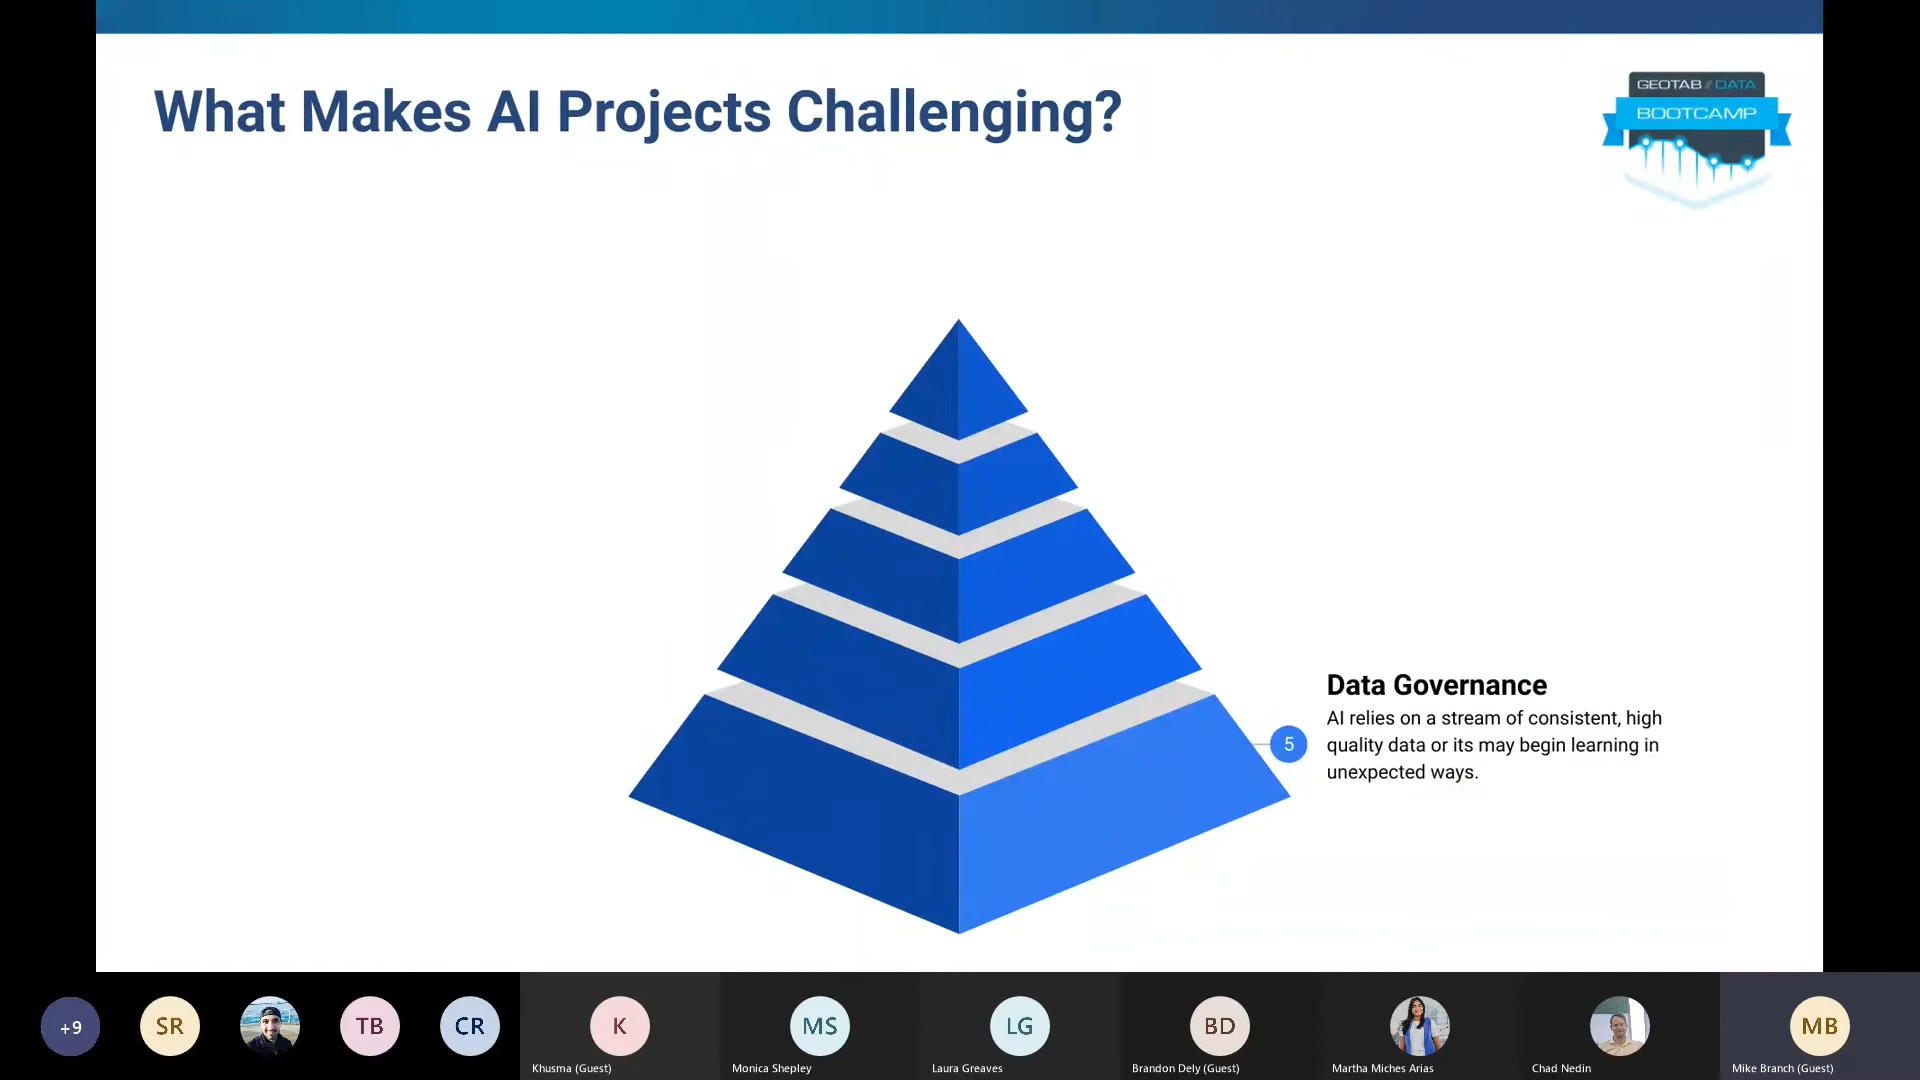 What Makes AI Projects Challenging?
GEOTAB // DATA
BOOTCAMP
Data Governance
5
AI relies on a stream of consistent, high
quality data or its may begin learning in
unexpected ways.
+9
SR
TB
CR
K
MS
LG
BD
MB
Khusma (Guest)
Monica Shepley
Laura Greaves
Brandon Dely (Guest)
Martha Miches Arias
Chad Nedin
Mike Branch (Guest)